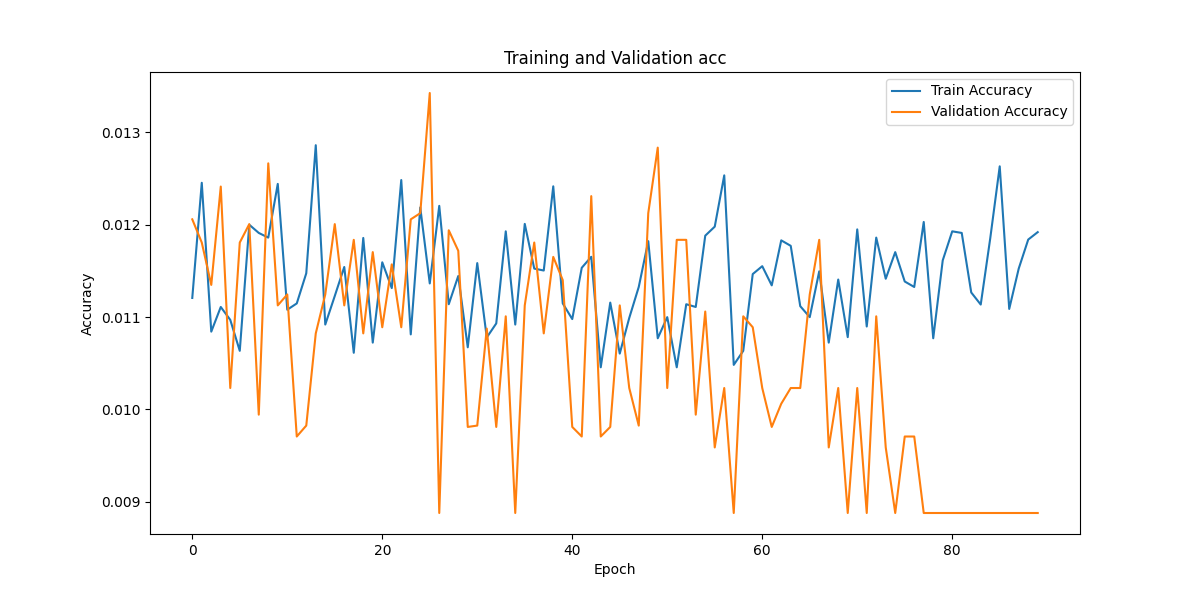 Training and Validation acc
Train Accuracy
Validation Accuracy
0.013
0.012
0.011
0.010
0.009
Accuracy
0 20 40 60 80
Epoch